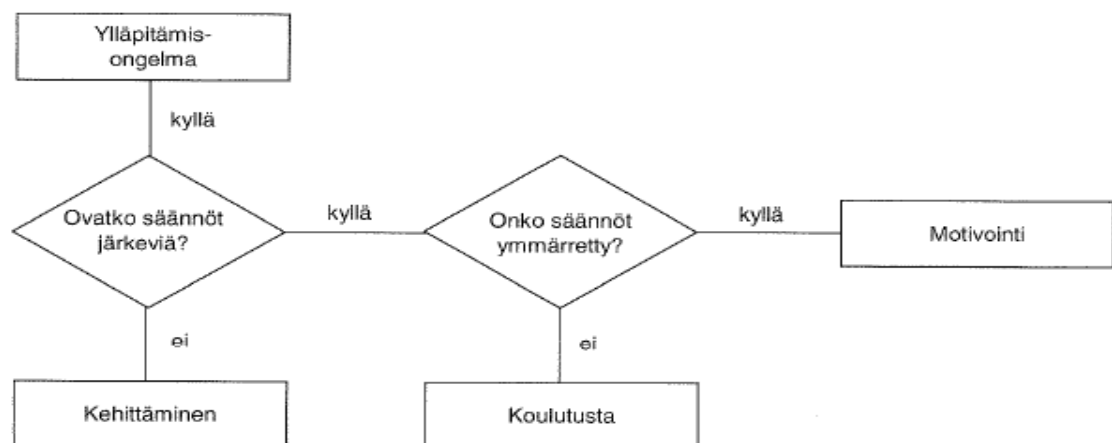 Ylläpitämis-
ongelma
kyllä
Ovatko säännöt
järkeviä?
kyllä
Onko säännöt
ymmärretty?
kyllä
Motivointi
ei
ei
Kehittäminen
Koulutusta